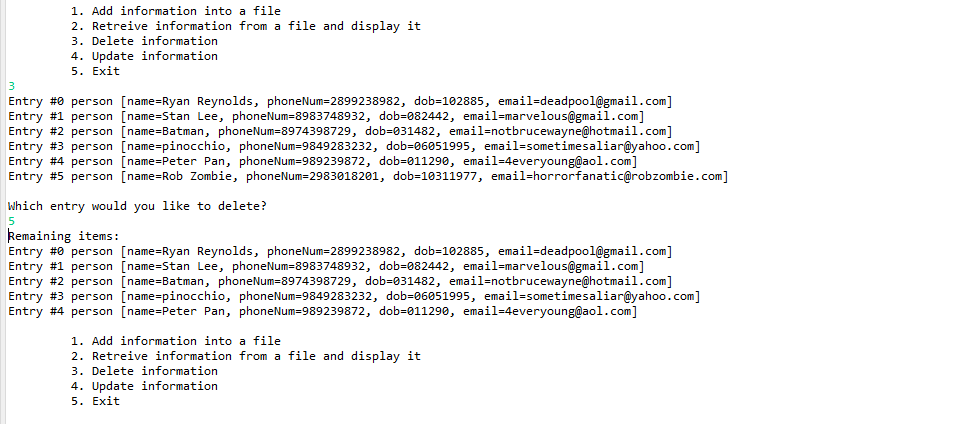 1. Add information into a file
2. Retreive information from a file and display it
3. Delete information
4. Update information
5. Exit
3
Entry #0 person [name=Ryan Reynolds, phoneNum=2899238982, dob=102885, email=deadpool@gmail.com]
Entry #1 person [name=Stan Lee, phoneNum=8983748932, dob=082442, email=marvelous@gmail.com]
Entry #2 person [name=Batman, phoneNum=8974398729, dob=031482, email=notbrucewayne@hotmail.com]
Entry #3 person [name=pinocchio, phoneNum=9849283232, dob=06051995, email=sometimesaliar@yahoo.com]
Entry #4 person [name=Peter Pan, phoneNum=989239872, dob=011290, email=4everyoung@aol.com]
Entry #5 person [name=Rob Zombie, phoneNum=2983018201, dob=10311977, email=horrorfanatic@robzombie.com]
Which entry would you like to delete?
5
Remaining items:
Entry #0 person [name=Ryan Reynolds, phoneNum=2899238982, dob=102885, email=deadpool@gmail.com]
Entry #1 person [name=Stan Lee, phoneNum=8983748932, dob=082442, email=marvelous@gmail.com]
Entry #2 person [name=Batman, phoneNum=8974398729, dob=031482, email=notbrucewayne@hotmail.com]
Entry #3 person [name=pinocchio, phoneNum=9849283232, dob=06051995, email=sometimesaliar@yahoo.com]
Entry #4 person [name=Peter Pan, phoneNum=989239872, dob=011290, email=4everyoung@aol.com]
1. Add information into a file
2. Retreive information from a file and display it
3. Delete information
4. Update information
5. Exit